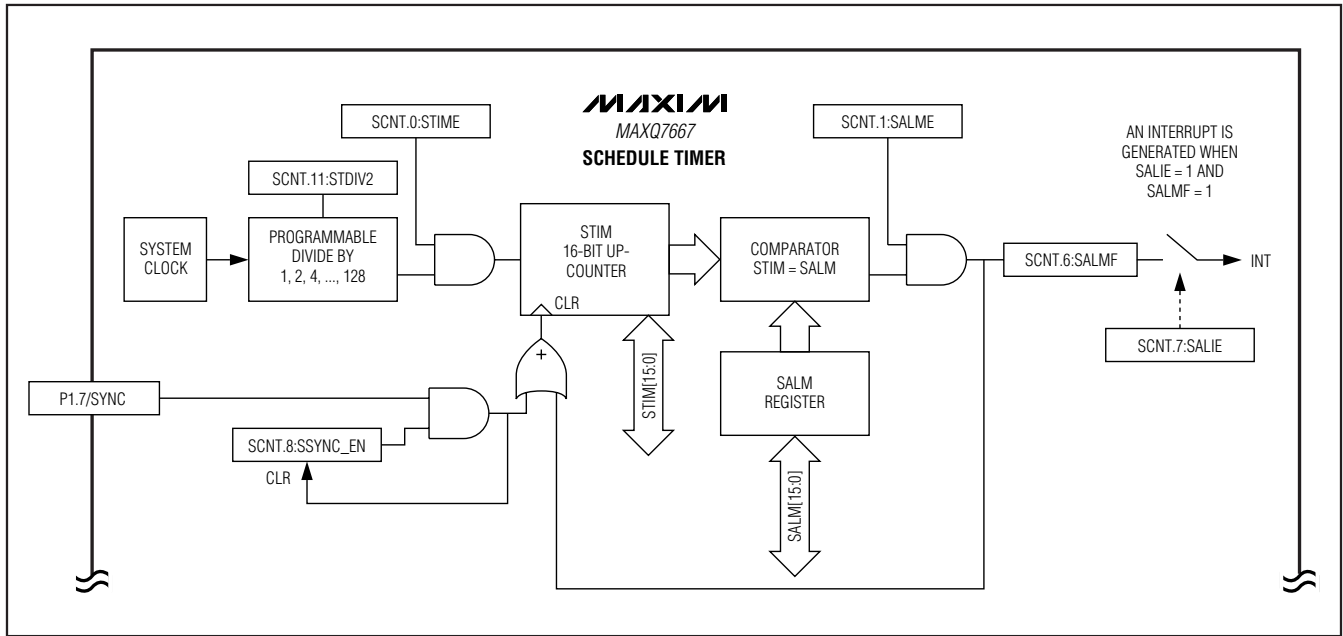 MAXIM
MAXQ7667
SCHEDULE TIMER
SCNT.0:STIME
SCNT.11:STDIV2
SYSTEM
CLOCK
PROGRAMMABLE
DIVIDE BY
1, 2, 4, ..., 128
STIM
16-BIT UP-
COUNTER
CLR
COMPARATOR
STIM = SALM
SCNT.1:SALME
AN INTERRUPT IS
GENERATED WHEN
SALIE = 1 AND
SALMF = 1
SCNT.6:SALMF
INT
SCNT.7:SALIE
P1.7/SYNC
SCNT.8:SSYNC_EN
CLR
+
STIM[15:0]
SALM
REGISTER
SALM[15:0]